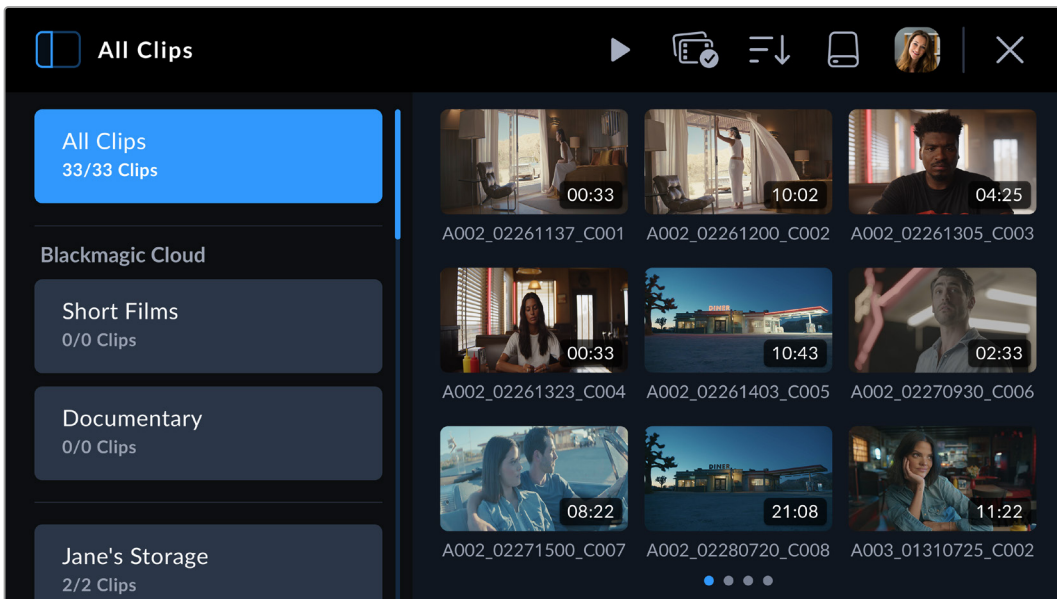 All Clips
All Clips
33/33 Clips
Blackmagic Cloud
Short Films
0/0 Clips
Documentary
0/0 Clips
Jane's Storage
2/2 Clips
00:33
10:02
04:25
A002_02261137_C001
A002_02261200_C002
A002_02261305_C003
DINER
00:33
10:43
02:33
A002_02261323_C004
A002_02261403_C005
A002_02270930_C006
DINER
08:22
21:08
11:22
A002_02271500_C007
A002_02280720_C008
A003_01310725_C002